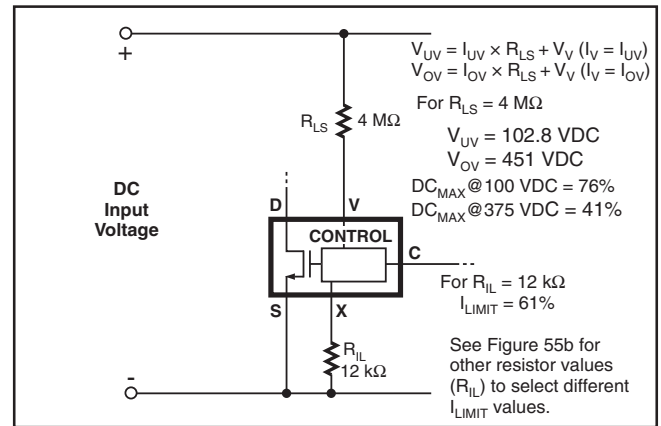 +
V_UV = I_UV × R_LS + V_V (I_V = I_UV)
V_OV = I_OV × R_LS + V_V (I_V = I_OV)
For R_LS = 4 MΩ
V_UV = 102.8 VDC
V_OV = 451 VDC
DC_MAX@100 VDC = 76%
DC_MAX@375 VDC = 41%
R_LS 4 MΩ
DC
Input
Voltage
D
V
CONTROL
C
S
X
For R_IL = 12 kΩ
I_LIMIT = 61%
R_IL
12 kΩ
See Figure 55b for
other resistor values
(R_IL) to select different
I_LIMIT values.
-